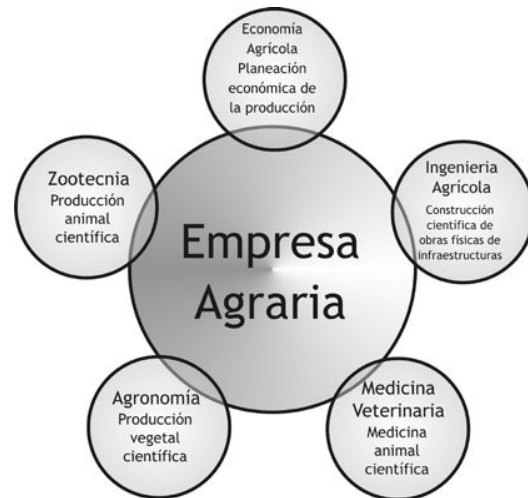 Economía
Agrícola
Planeación
económica de
la producción
Zootecnia
Producción
animal
científica
Ingenieria
Agrícola
Construcción
científica de
obras físicas de
infraestructuras
Empresa
Agraria
Agronomía
Producción
vegetal
científica
Medicina
Veterinaria
Medicina
animal
científica